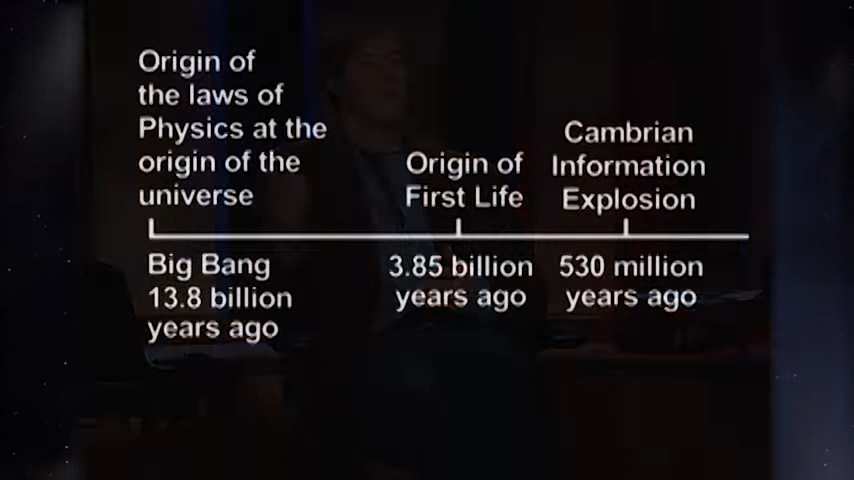 Origin of
the laws of
Physics at the
origin of the
universe
Origin of
First Life
Cambrian
Information
Explosion
Big Bang
13.8 billion
years ago
3.85 billion
years ago
530 million
years ago